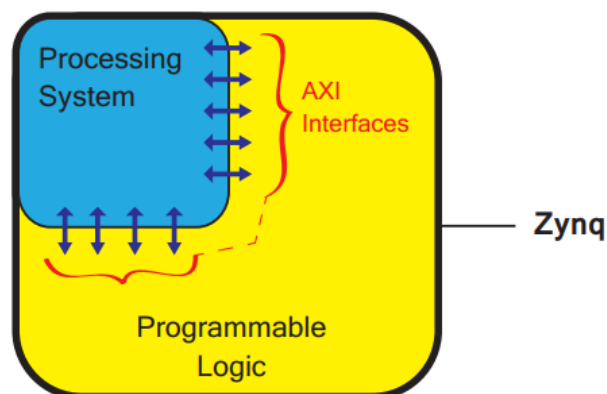 Processing
System
AXI
Interfaces
Zynq
Programmable
Logic